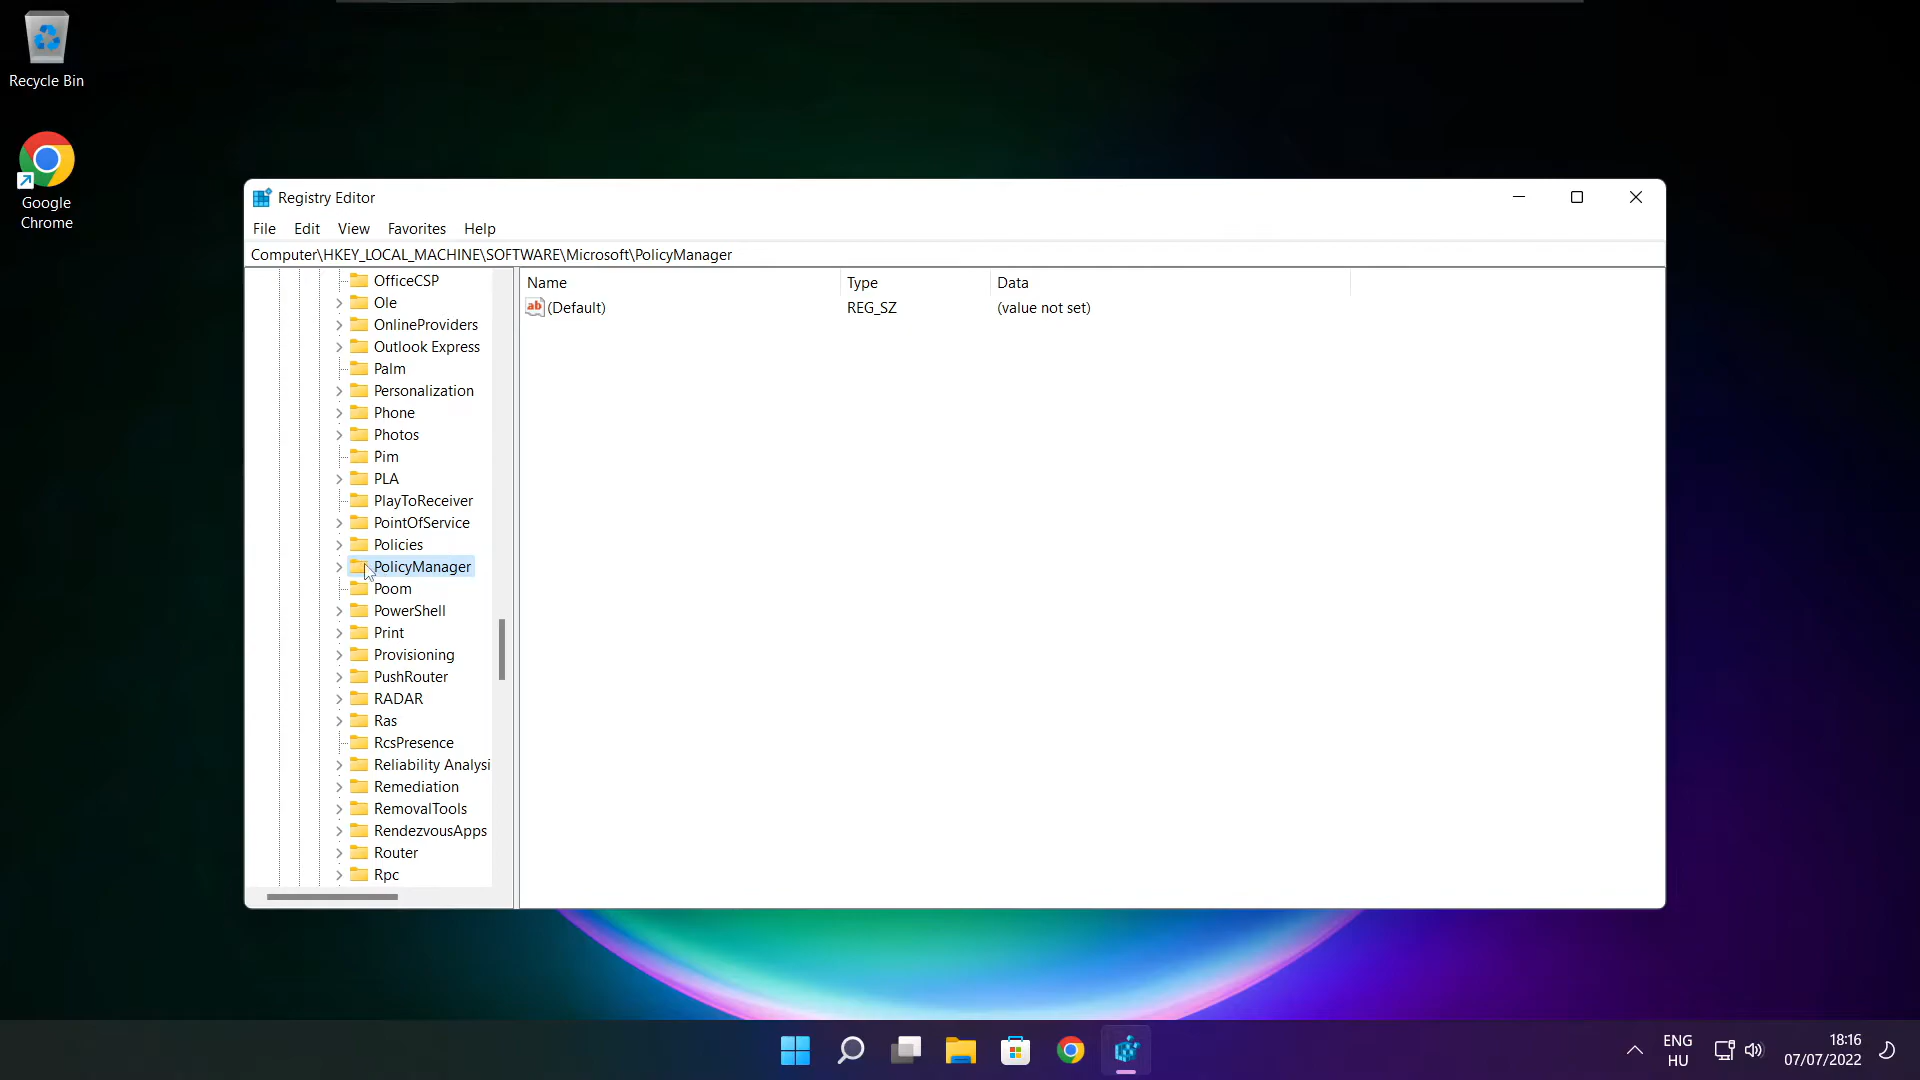 Recycle Bin
Google
Chrome
Registry Editor
File Edit View Favorites Help
Computer\HKEY_LOCAL_MACHINE\SOFTWARE\Microsoft\PolicyManager
OfficeCSP
Ole
OnlineProviders
Outlook Express
Palm
Personalization
Phone
Photos
Pim
PLA
PlayToReceiver
PointOfService
Policies
PolicyManager
Poom
PowerShell
Print
Provisioning
PushRouter
RADAR
Ras
RcsPresence
Reliability Analysi
Remediation
RemovalTools
RendezvousApps
Router
Rpc
Name Type Data
ab (Default) REG_SZ (value not set)
ENG
HU
18:16
07/07/2022